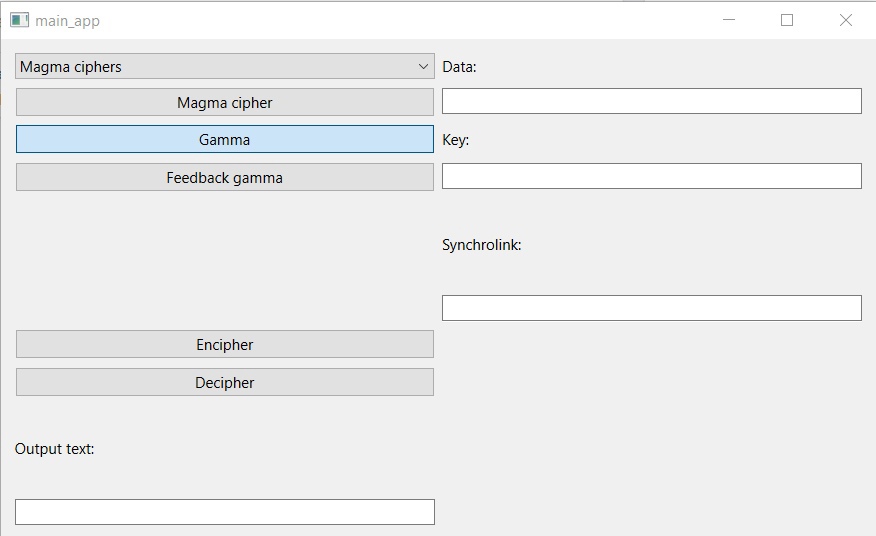 main_app
Magma ciphers
Data:
Magma cipher
Gamma
Key:
Feedback gamma
Synchrolink:
Encipher
Decipher
Output text: